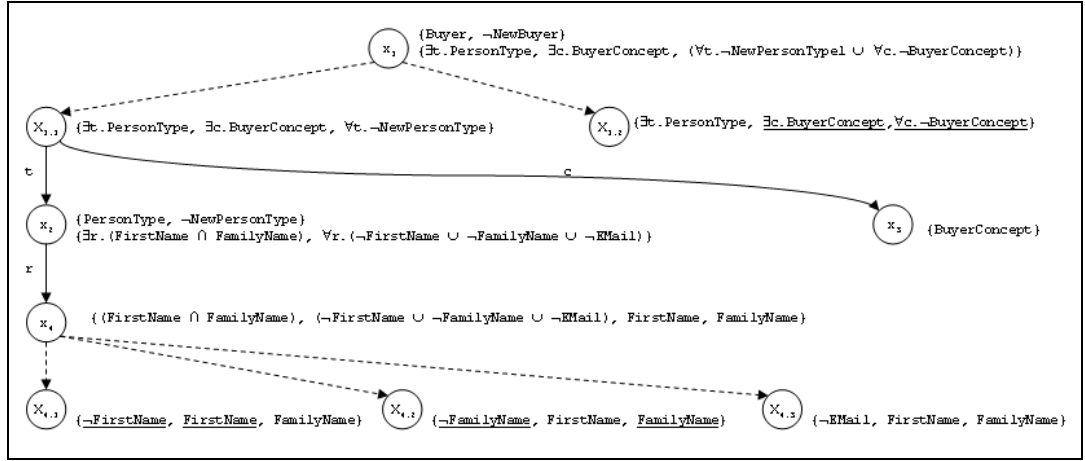 x₁
{Buyer, ¬NewBuyer}
{∃t.PersonType, ∃c.BuyerConcept, (∀t.¬NewPersonTypel ∪ ∀c.¬BuyerConcept)}
X₁.₁
{∃t.PersonType, ∃c.BuyerConcept, ∀t.¬NewPersonType}
X₁.₂
{∃t.PersonType, ∃c.BuyerConcept,∀c.¬BuyerConcept}
t
c
x₂
{PersonType, ¬NewPersonType}
{∃r.(FirstName ∩ FamilyName), ∀r.(¬FirstName ∪ ¬FamilyName ∪ ¬EMail)}
x₃
{BuyerConcept}
r
x₄
{(FirstName ∩ FamilyName), (¬FirstName ∪ ¬FamilyName ∪ ¬EMail), FirstName, FamilyName}
X₄.₁
{¬FirstName, FirstName, FamilyName}
X₄.₂
{¬FamilyName, FirstName, FamilyName}
X₄.₃
{¬EMail, FirstName, FamilyName}